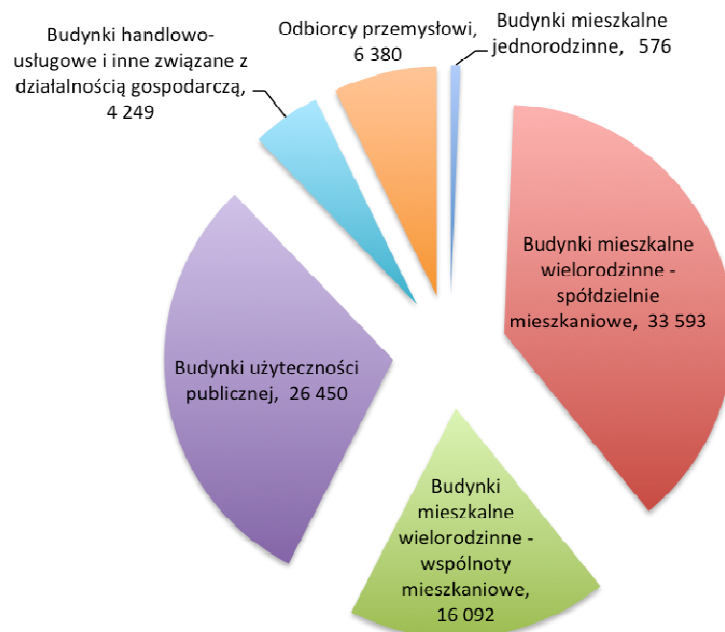 Budynki handlowo-
usługowe i inne związane z
działalnością gospodarczą,
4 249
Odbiorcy przemysłowi,
6 380
Budynki mieszkalne
jednorodzinne, 576
Budynki mieszkalne
wielorodzinne -
spółdzielnie
mieszkaniowe, 33 593
Budynki użyteczności
publicznej, 26 450
Budynki
mieszkalne
wielorodzinne -
wspólnoty
mieszkaniowe,
16 092